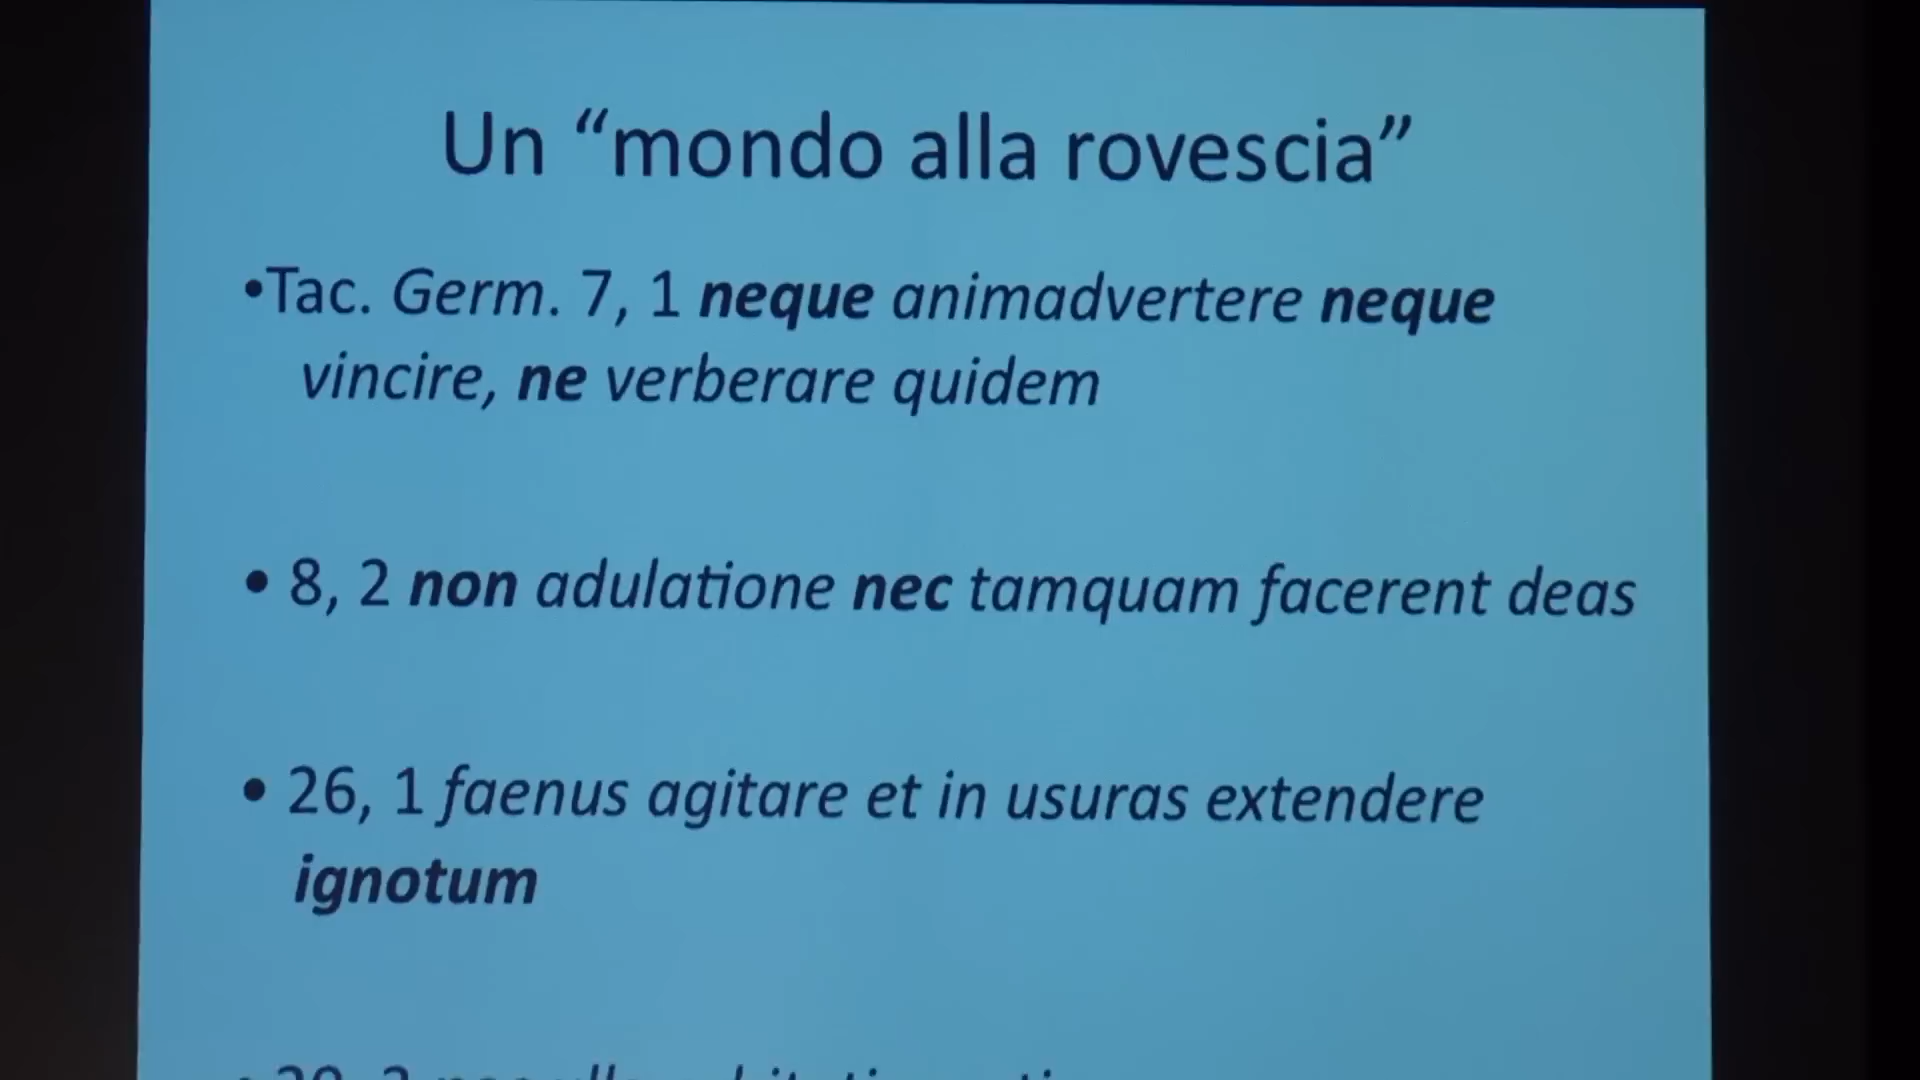 Un “mondo alla rovescia”
•Tac. Germ. 7, 1 neque animadvertere neque
vincire, ne verberare quidem
• 8, 2 non adulatione nec tamquam facerent deas
• 26, 1 faenus agitare et in usuras extendere
ignotum